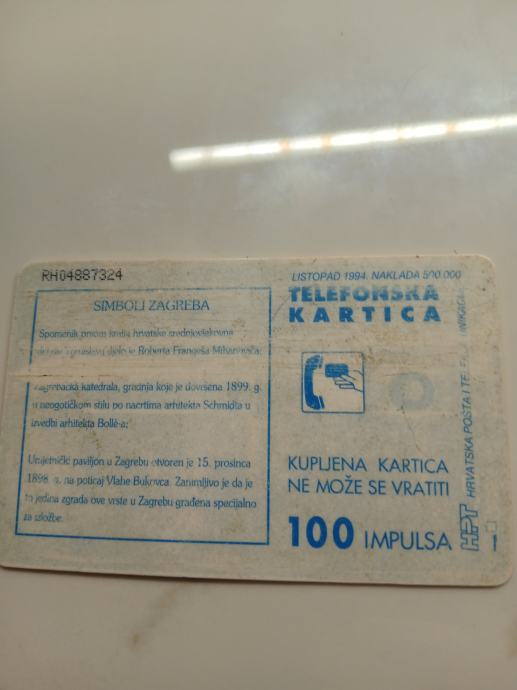 RH04887324
SIMBOLI ZAGREBA
Spomenik prvom kralju hrvatske srednjovjekovne
djelo je Roberta Frangeša Mihanovića;
Zagrebačka katedrala, gradnja koje je dovršena 1899. g.
u neogotičkom stilu po nacrtima arhitekta Schmidta u
izvedbi arhitekta Bollé-a;
Umjetnički paviljon u Zagrebu otvoren je 15. prosinca
1898. g. na poticaj Vlahe Bukovca. Zanimljivo je da je
to jedina zgrada ove vrste u Zagrebu građena specijalno
za izložbe.
LISTOPAD 1994. NAKLADA 500.000
TELEFONSKA
KARTICA
KUPLJENA KARTICA
NE MOŽE SE VRATITI
100 IMPULSA
HPT HRVATSKA POŠTA I